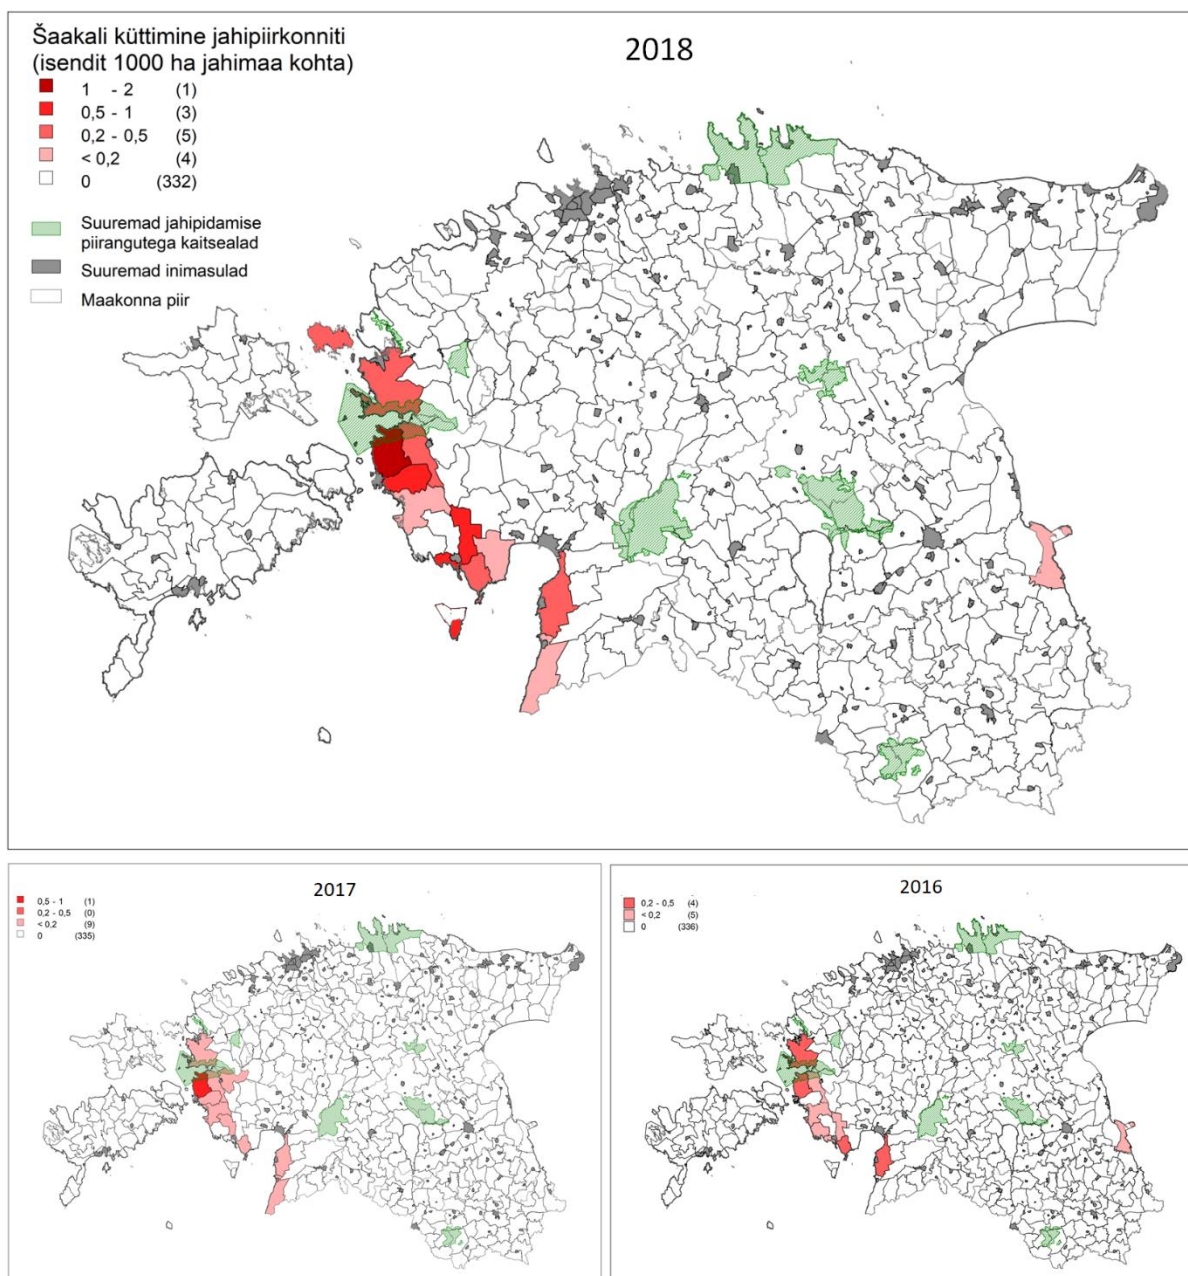 Šaakali küttimine jahipiirkonniti
(isendit 1000 ha jahimaa kohta)
2018
1 - 2 (1)
0,5 - 1 (3)
0,2 - 0,5 (5)
< 0,2 (4)
0 (332)
Suuremad jahipidamise
piirangutega kaitsealad
Suuremad inimasulad
Maakonna piir
2017
0,5 - 1 (1)
0,2 - 0,5 (0)
< 0,2 (9)
0 (335)
2016
0,2 - 0,5 (4)
< 0,2 (5)
0 (336)